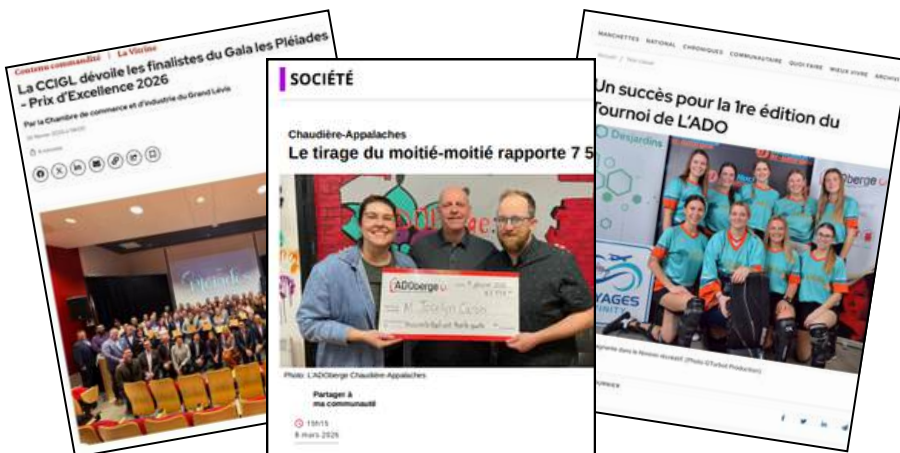 Contenu commandité | La Vitrine
La CCIGL dévoile les finalistes du Gala les Pléiades
- Prix d'Excellence 2026
Par la Chambre de commerce et d'industrie du Grand Lévis
SOCIÉTÉ
Chaudière-Appalaches
Le tirage du moitié-moitié rapporte 7 5
ADOberge
Photo: L'ADOberge Chaudière-Appalaches
Partager à
ma communauté
15h15
8 mars 2026
MANCHETTES NATIONAL CHRONIQUES COMMUNAUTAIRE QUOI FAIRE MIEUX VIVRE
Un succès pour la 1re édition du
Tournoi de L'ADO
Desjardins